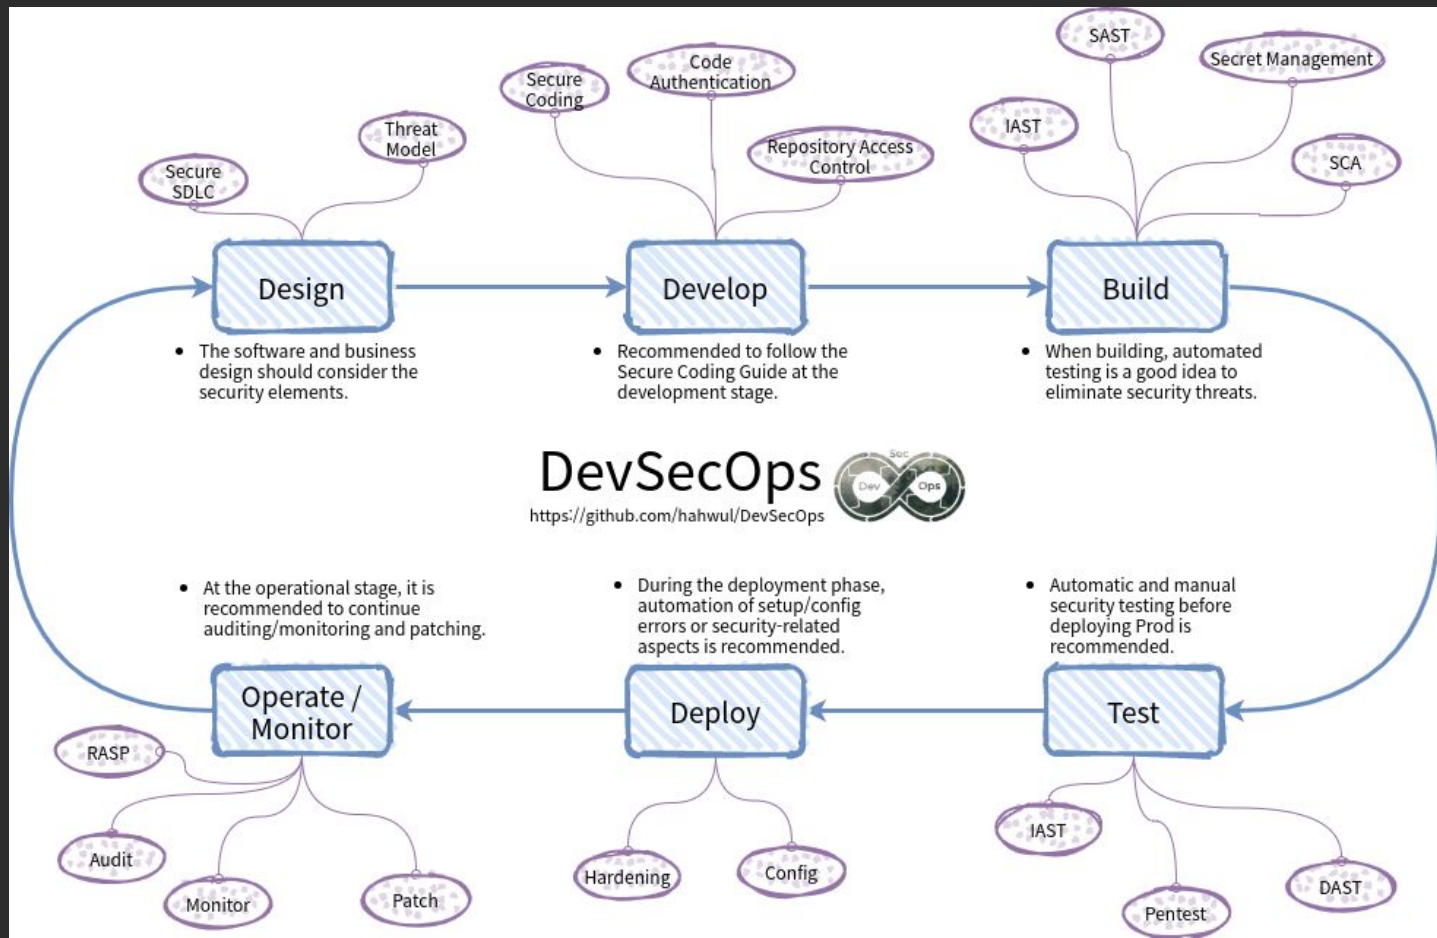 SAST
Secret Management
Code
Authentication
Secure
Coding
IAST
Threat
Model
Repository Access
Control
SCA
Secure
SDLC
Design
Develop
Build
• The software and business
design should consider the
security elements.
• Recommended to follow the
Secure Coding Guide at the
development stage.
• When building, automated
testing is a good idea to
eliminate security threats.
DevSecOps
https://github.com/hahwul/DevSecOps
Sec
Dev
Ops
• At the operational stage, it is
recommended to continue
auditing/monitoring and patching.
• During the deployment phase,
automation of setup/config
errors or security-related
aspects is recommended.
• Automatic and manual
security testing before
deploying Prod is
recommended.
Operate /
Monitor
Deploy
Test
RASP
Audit
Monitor
Patch
Hardening
Config
IAST
Pentest
DAST